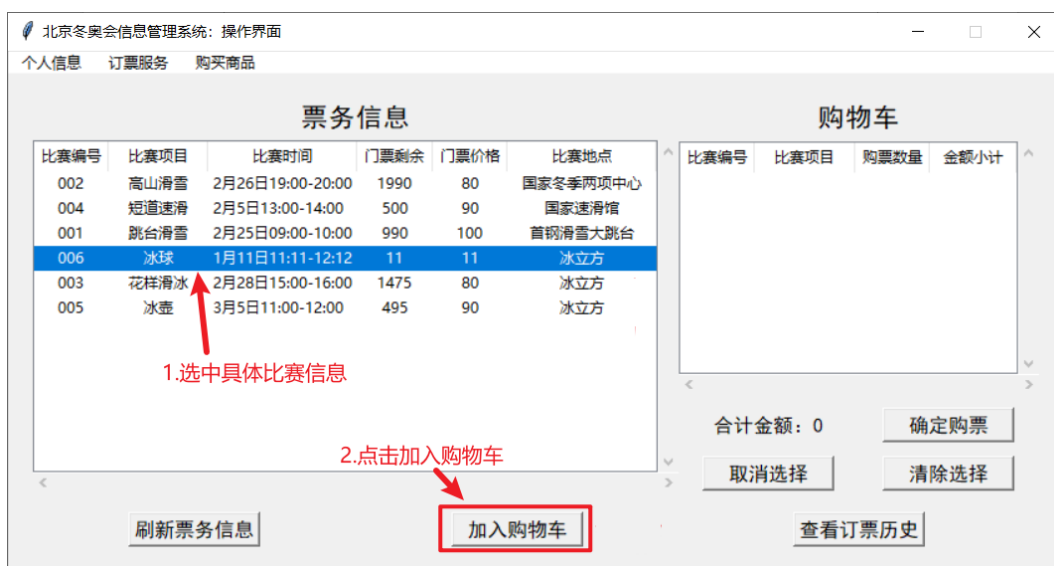 北京冬奥会信息管理系统：操作界面
个人信息 订票服务 购买商品
票务信息
比赛编号 比赛项目 比赛时间 门票剩余 门票价格 比赛地点
002 高山滑雪 2月26日19:00-20:00 1990 80 国家冬季两项中心
004 短道速滑 2月5日13:00-14:00 500 90 国家速滑馆
001 跳台滑雪 2月25日09:00-10:00 990 100 首钢滑雪大跳台
006 冰球 1月11日11:11-12:12 11 11 冰立方
003 花样滑冰 2月28日15:00-16:00 1475 80 冰立方
005 冰壶 3月5日11:00-12:00 495 90 冰立方
1.选中具体比赛信息
2.点击加入购物车
刷新票务信息 加入购物车
购物车
比赛编号 比赛项目 购票数量 金额小计
合计金额：0 确定购票
取消选择 清除选择
查看订票历史